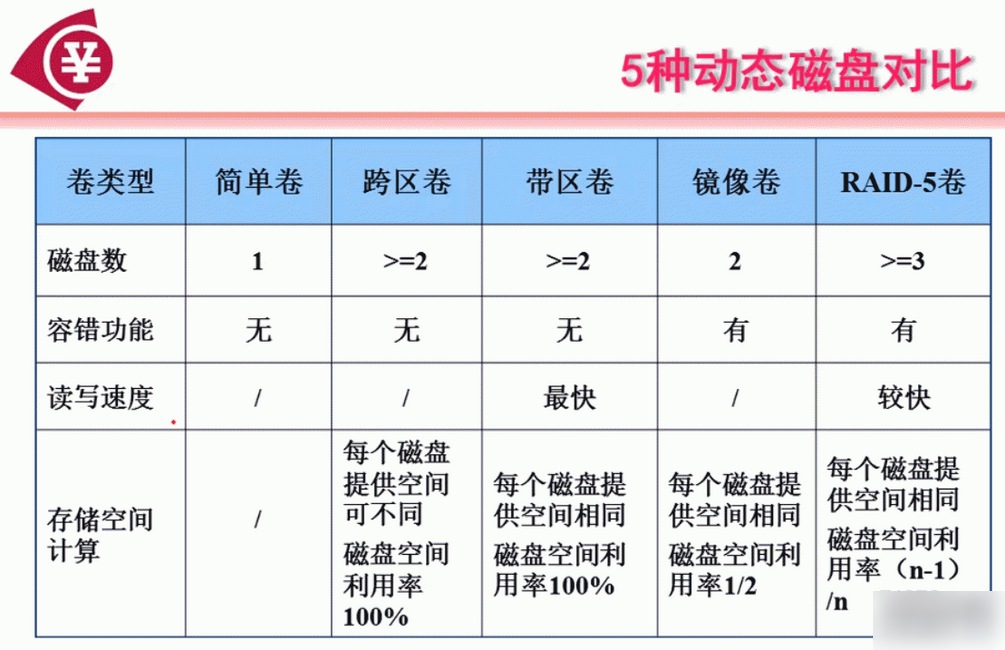 ¥
5种动态磁盘对比
卷类型 简单卷 跨区卷 带区卷 镜像卷 RAID-5卷
磁盘数 1 >=2 >=2 2 >=3
容错功能 无 无 无 有 有
读写速度 / / 最快 / 较快
存储空间
计算
/
每个磁盘
提供空间
可不同
磁盘空间
利用率
100%
每个磁盘提
供空间相同
磁盘空间利
用率100%
每个磁盘提
供空间相同
磁盘空间利
用率1/2
每个磁盘提
供空间相同
磁盘空间利
用率（n-1）
/n